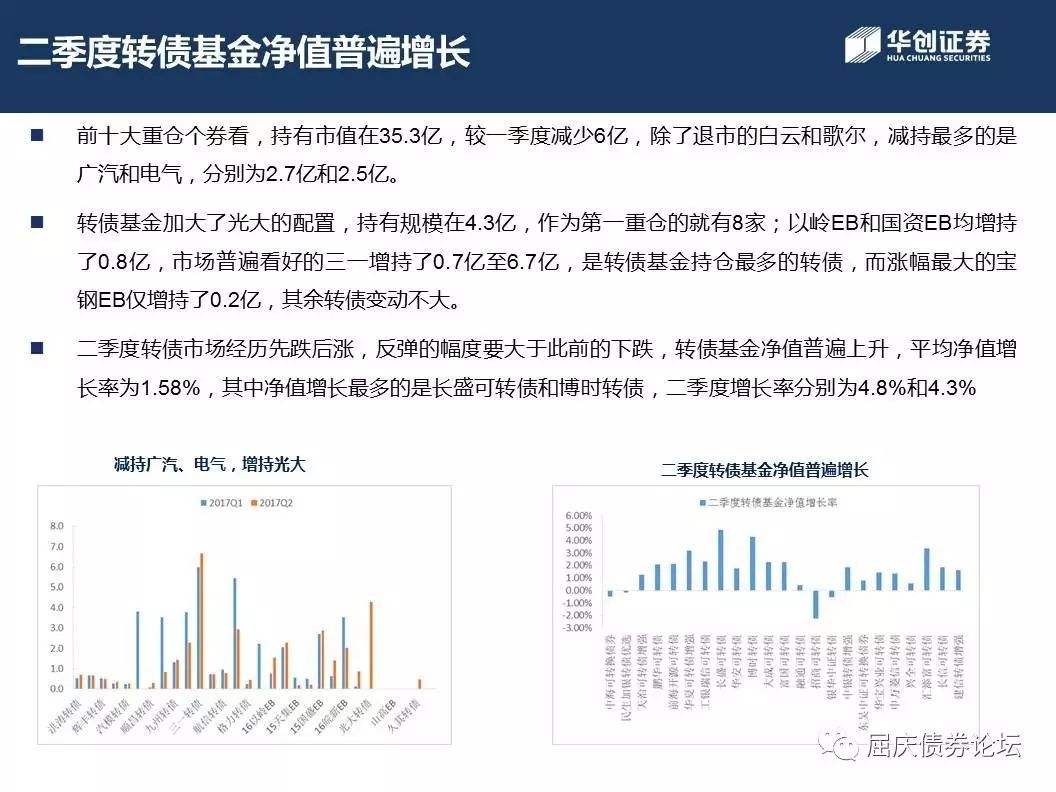 二季度转债基金净值普遍增长
华创证券
HUA CHUANG SECURITIES
前十大重仓个券看，持有市值在35.3亿，较一季度减少6亿，除了退市的白云和歌尔，减持最多的是
广汽和电气，分别为2.7亿和2.5亿。
转债基金加大了光大的配置，持有规模在4.3亿，作为第一重仓的就有8家；以岭EB和国资EB均增持
了0.8亿，市场普遍看好的三一增持了0.7亿至6.7亿，是转债基金持仓最多的转债，而涨幅最大的宝
钢EB仅增持了0.2亿，其余转债变动不大。
二季度转债市场经历先跌后涨，反弹的幅度要大于此前的下跌，转债基金净值普遍上升，平均净值增
长率为1.58%，其中净值增长最多的是长盛可转债和博时转债，二季度增长率分别为4.8%和4.3%
减持广汽、电气，增持光大
2017Q1 2017Q2
8.0
7.0
6.0
5.0
4.0
3.0
2.0
1.0
0.0
洪涛转债
辉丰转债
汽模转债
顺昌转债
九州转债
三一转债
航信转债
格力转债
16以岭EB
15天集EB
15国盛EB
16皖新EB
光大转债
山高EB
久其转债
二季度转债基金净值普遍增长
二季度转债基金净值增长率
6.00%
5.00%
4.00%
3.00%
2.00%
1.00%
0.00%
-1.00%
-2.00%
-3.00%
中海可转换债券
民生加银转债优选
天治可转债增强
鹏华可转债
前海开源可转债
华夏可转债增强
工银瑞信可转债
长盛可转债
华安可转债
博时转债
大成可转债
富国可转债
融通可转债
招商可转债
银华中证转债
中银转债增强
东吴中证可转换债券
华宝兴业可转债
申万菱信可转债
兴全可转债
汇添富可转债
长信可转债
建信转债增强
屈庆债券论坛